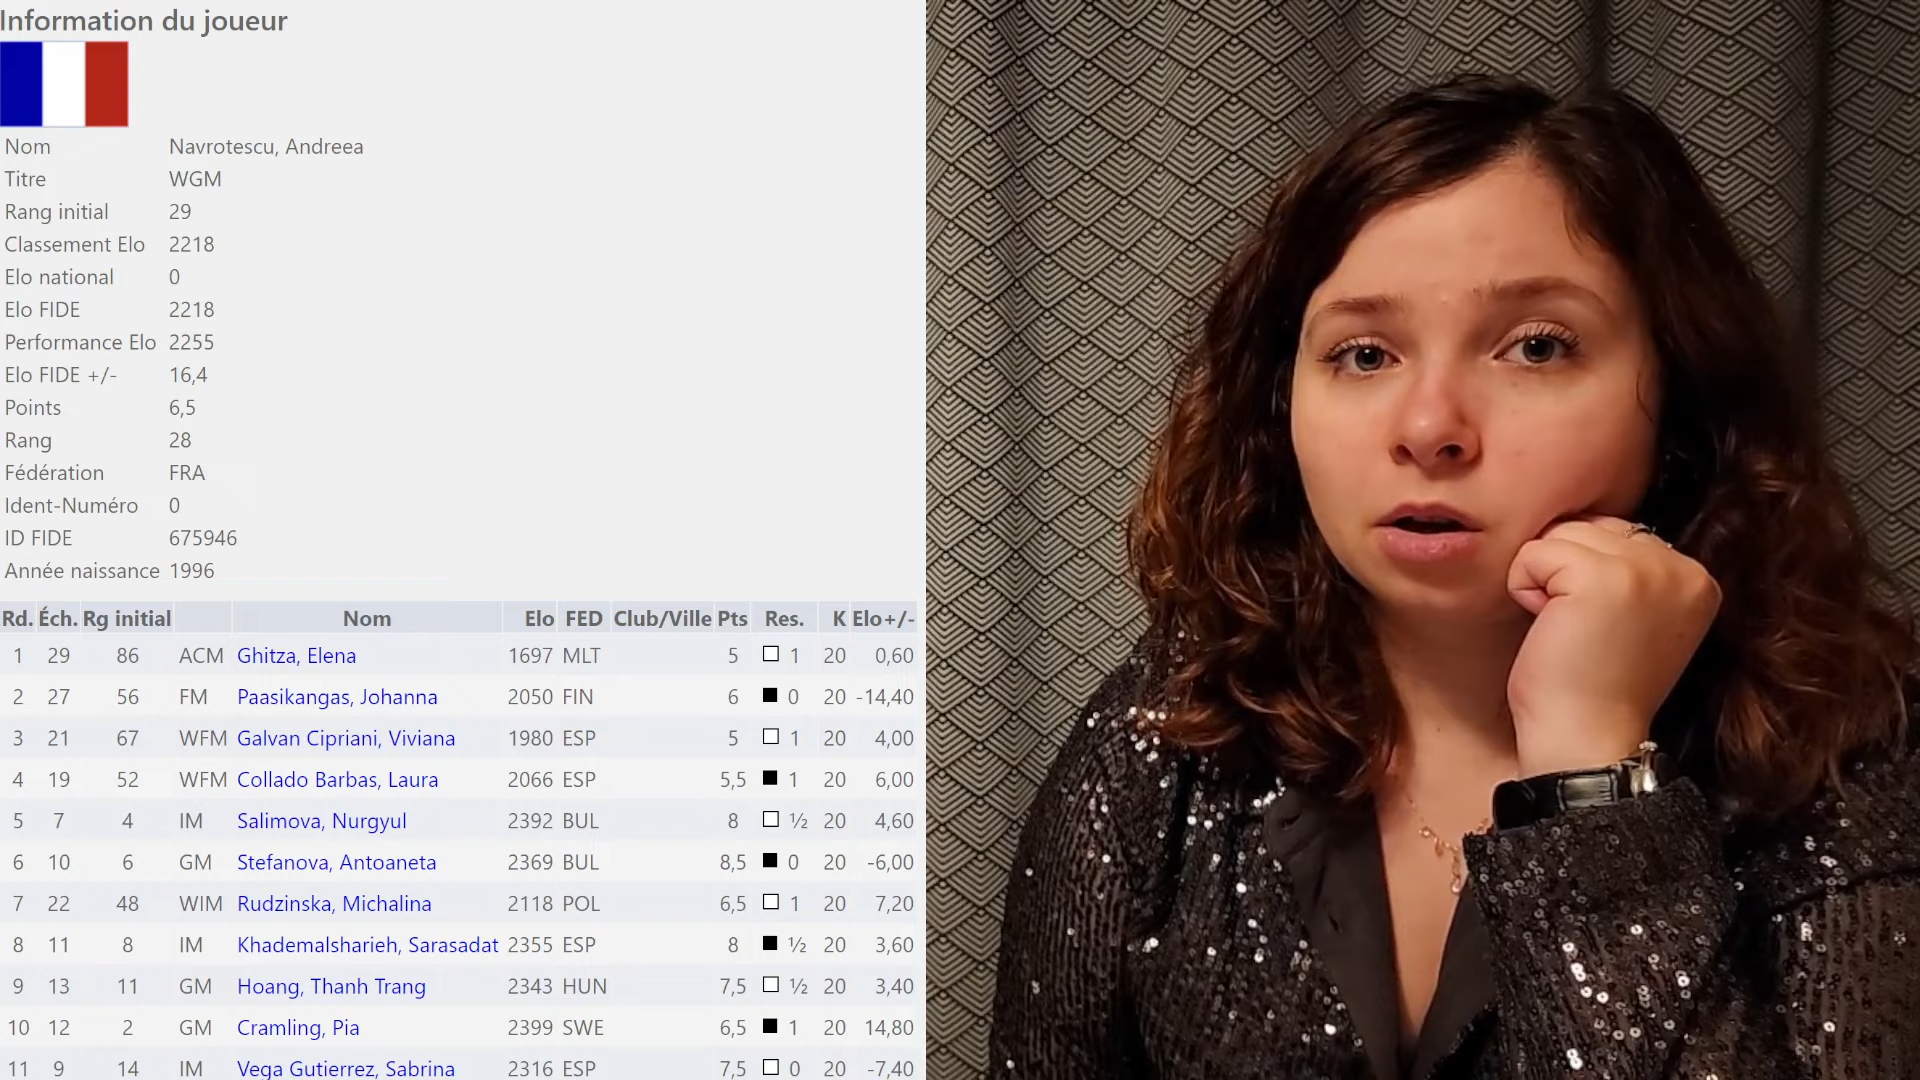 Information du joueur
Nom Navrotescu, Andreea
Titre WGM
Rang initial 29
Classement Elo 2218
Elo national 0
Elo FIDE 2218
Performance Elo 2255
Elo FIDE +/- 16,4
Points 6,5
Rang 28
Fédération FRA
Ident-Numéro 0
ID FIDE 675946
Année naissance 1996
Rd. Éch. Rg initial Nom Elo FED Club/Ville Pts Res. K Elo+/-
1 29 86 ACM Ghitza, Elena 1697 MLT 5 1 20 0,60
2 27 56 FM Paasikangas, Johanna 2050 FIN 6 0 20 -14,40
3 21 67 WFM Galvan Cipriani, Viviana 1980 ESP 5 1 20 4,00
4 19 52 WFM Collado Barbas, Laura 2066 ESP 5,5 1 20 6,00
5 7 4 IM Salimova, Nurgyul 2392 BUL 8 ½ 20 4,60
6 10 6 GM Stefanova, Antoaneta 2369 BUL 8,5 0 20 -6,00
7 22 48 WIM Rudzinska, Michalina 2118 POL 6,5 1 20 7,20
8 11 8 IM Khademalsharieh, Sarasadat 2355 ESP 8 ½ 20 3,60
9 13 11 GM Hoang, Thanh Trang 2343 HUN 7,5 ½ 20 3,40
10 12 2 GM Cramling, Pia 2399 SWE 6,5 1 20 14,80
11 9 14 IM Vega Gutierrez, Sabrina 2316 ESP 7,5 0 20 -7,40